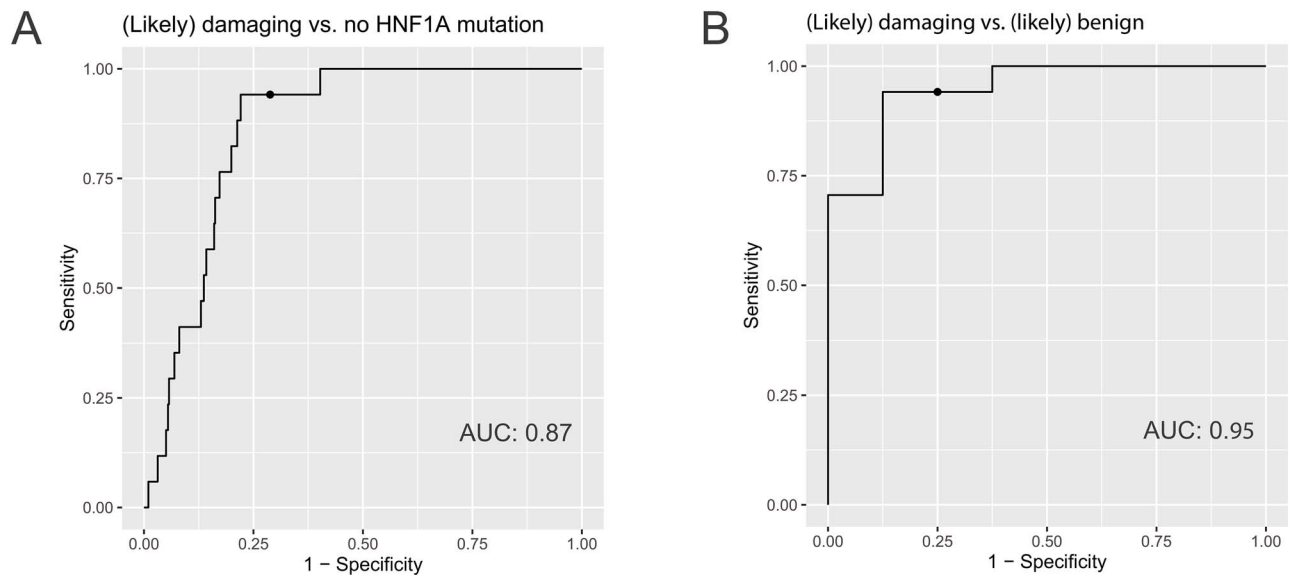 A
(Likely) damaging vs. no HNF1A mutation
1.00
0.75
0.50
0.25
0.00
Sensitivity
AUC: 0.87
0.00 0.25 0.50 0.75 1.00
1 − Specificity
B
(Likely) damaging vs. (likely) benign
1.00
0.75
0.50
0.25
0.00
Sensitivity
AUC: 0.95
0.00 0.25 0.50 0.75 1.00
1 − Specificity